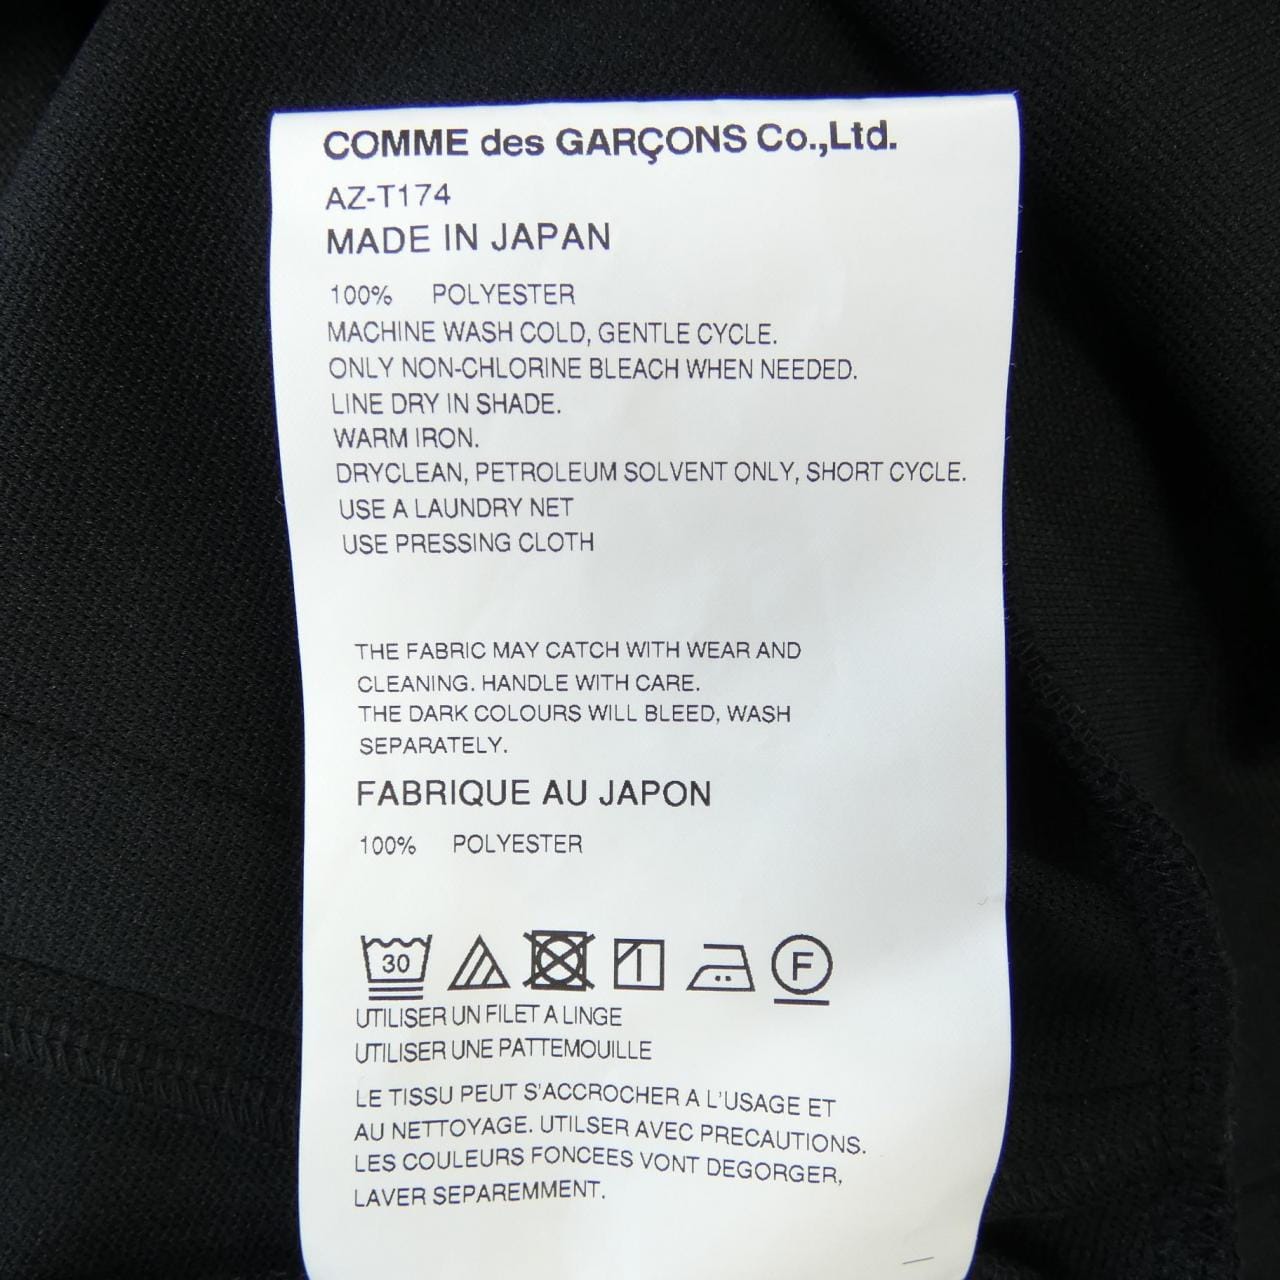 COMME des GARÇONS Co.,Ltd.
AZ-T174
MADE IN JAPAN
100% POLYESTER
MACHINE WASH COLD, GENTLE CYCLE.
ONLY NON-CHLORINE BLEACH WHEN NEEDED.
LINE DRY IN SHADE.
WARM IRON.
DRYCLEAN, PETROLEUM SOLVENT ONLY, SHORT CYCLE.
USE A LAUNDRY NET
USE PRESSING CLOTH
THE FABRIC MAY CATCH WITH WEAR AND
CLEANING. HANDLE WITH CARE.
THE DARK COLOURS WILL BLEED, WASH
SEPARATELY.
FABRIQUE AU JAPON
100% POLYESTER
30 F
UTILISER UN FILET A LINGE
UTILISER UNE PATTEMOUILLE
LE TISSU PEUT S'ACCROCHER A L'USAGE ET
AU NETTOYAGE. UTILSER AVEC PRECAUTIONS.
LES COULEURS FONCEES VONT DEGORGER,
LAVER SEPAREMMENT.